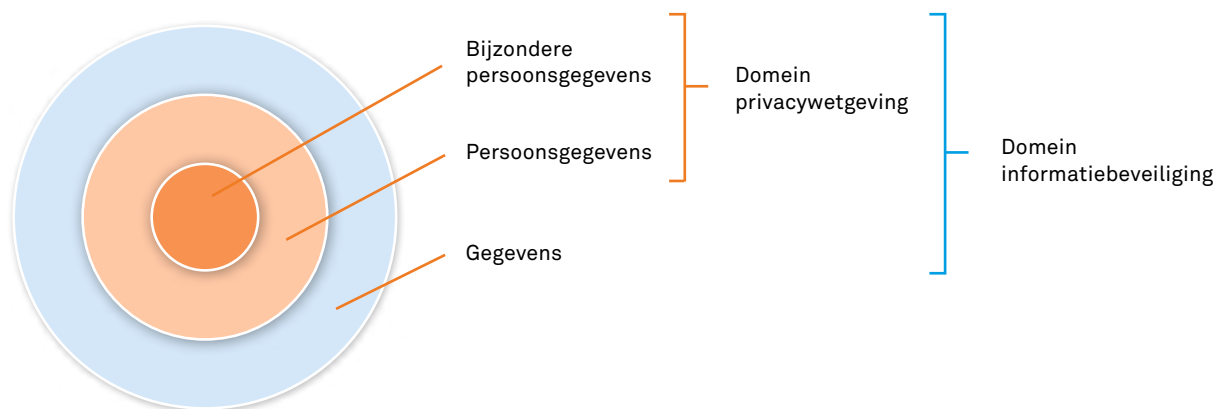 Bijzondere
persoonsgegevens
Persoonsgegevens
Gegevens
Domein
privacywetgeving
Domein
informatiebeveiliging